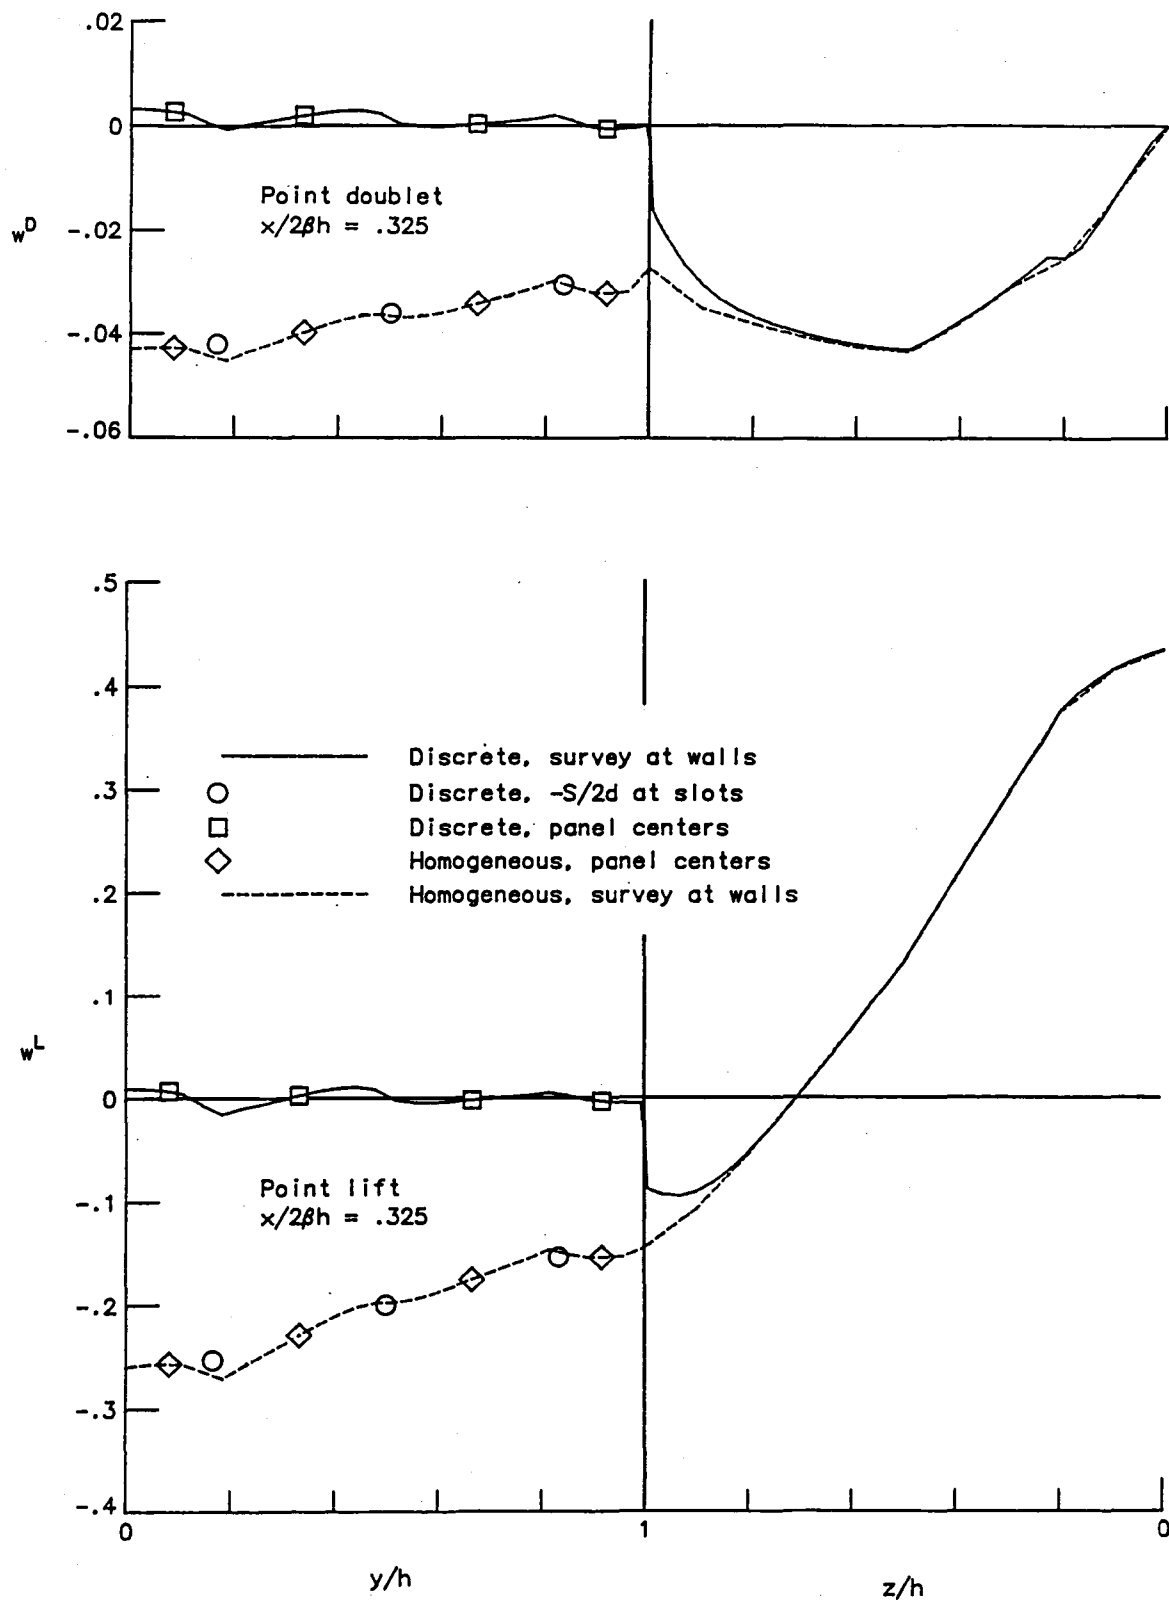 .02
0
-.02
-.04
-.06
w^D
Point doublet
x/2βh = .325
.5
.4
.3
.2
.1
0
-.1
-.2
-.3
-.4
w^L
Discrete, survey at walls
Discrete, -S/2d at slots
Discrete, panel centers
Homogeneous, panel centers
Homogeneous, survey at walls
Point lift
x/2βh = .325
0 1 0
y/h z/h